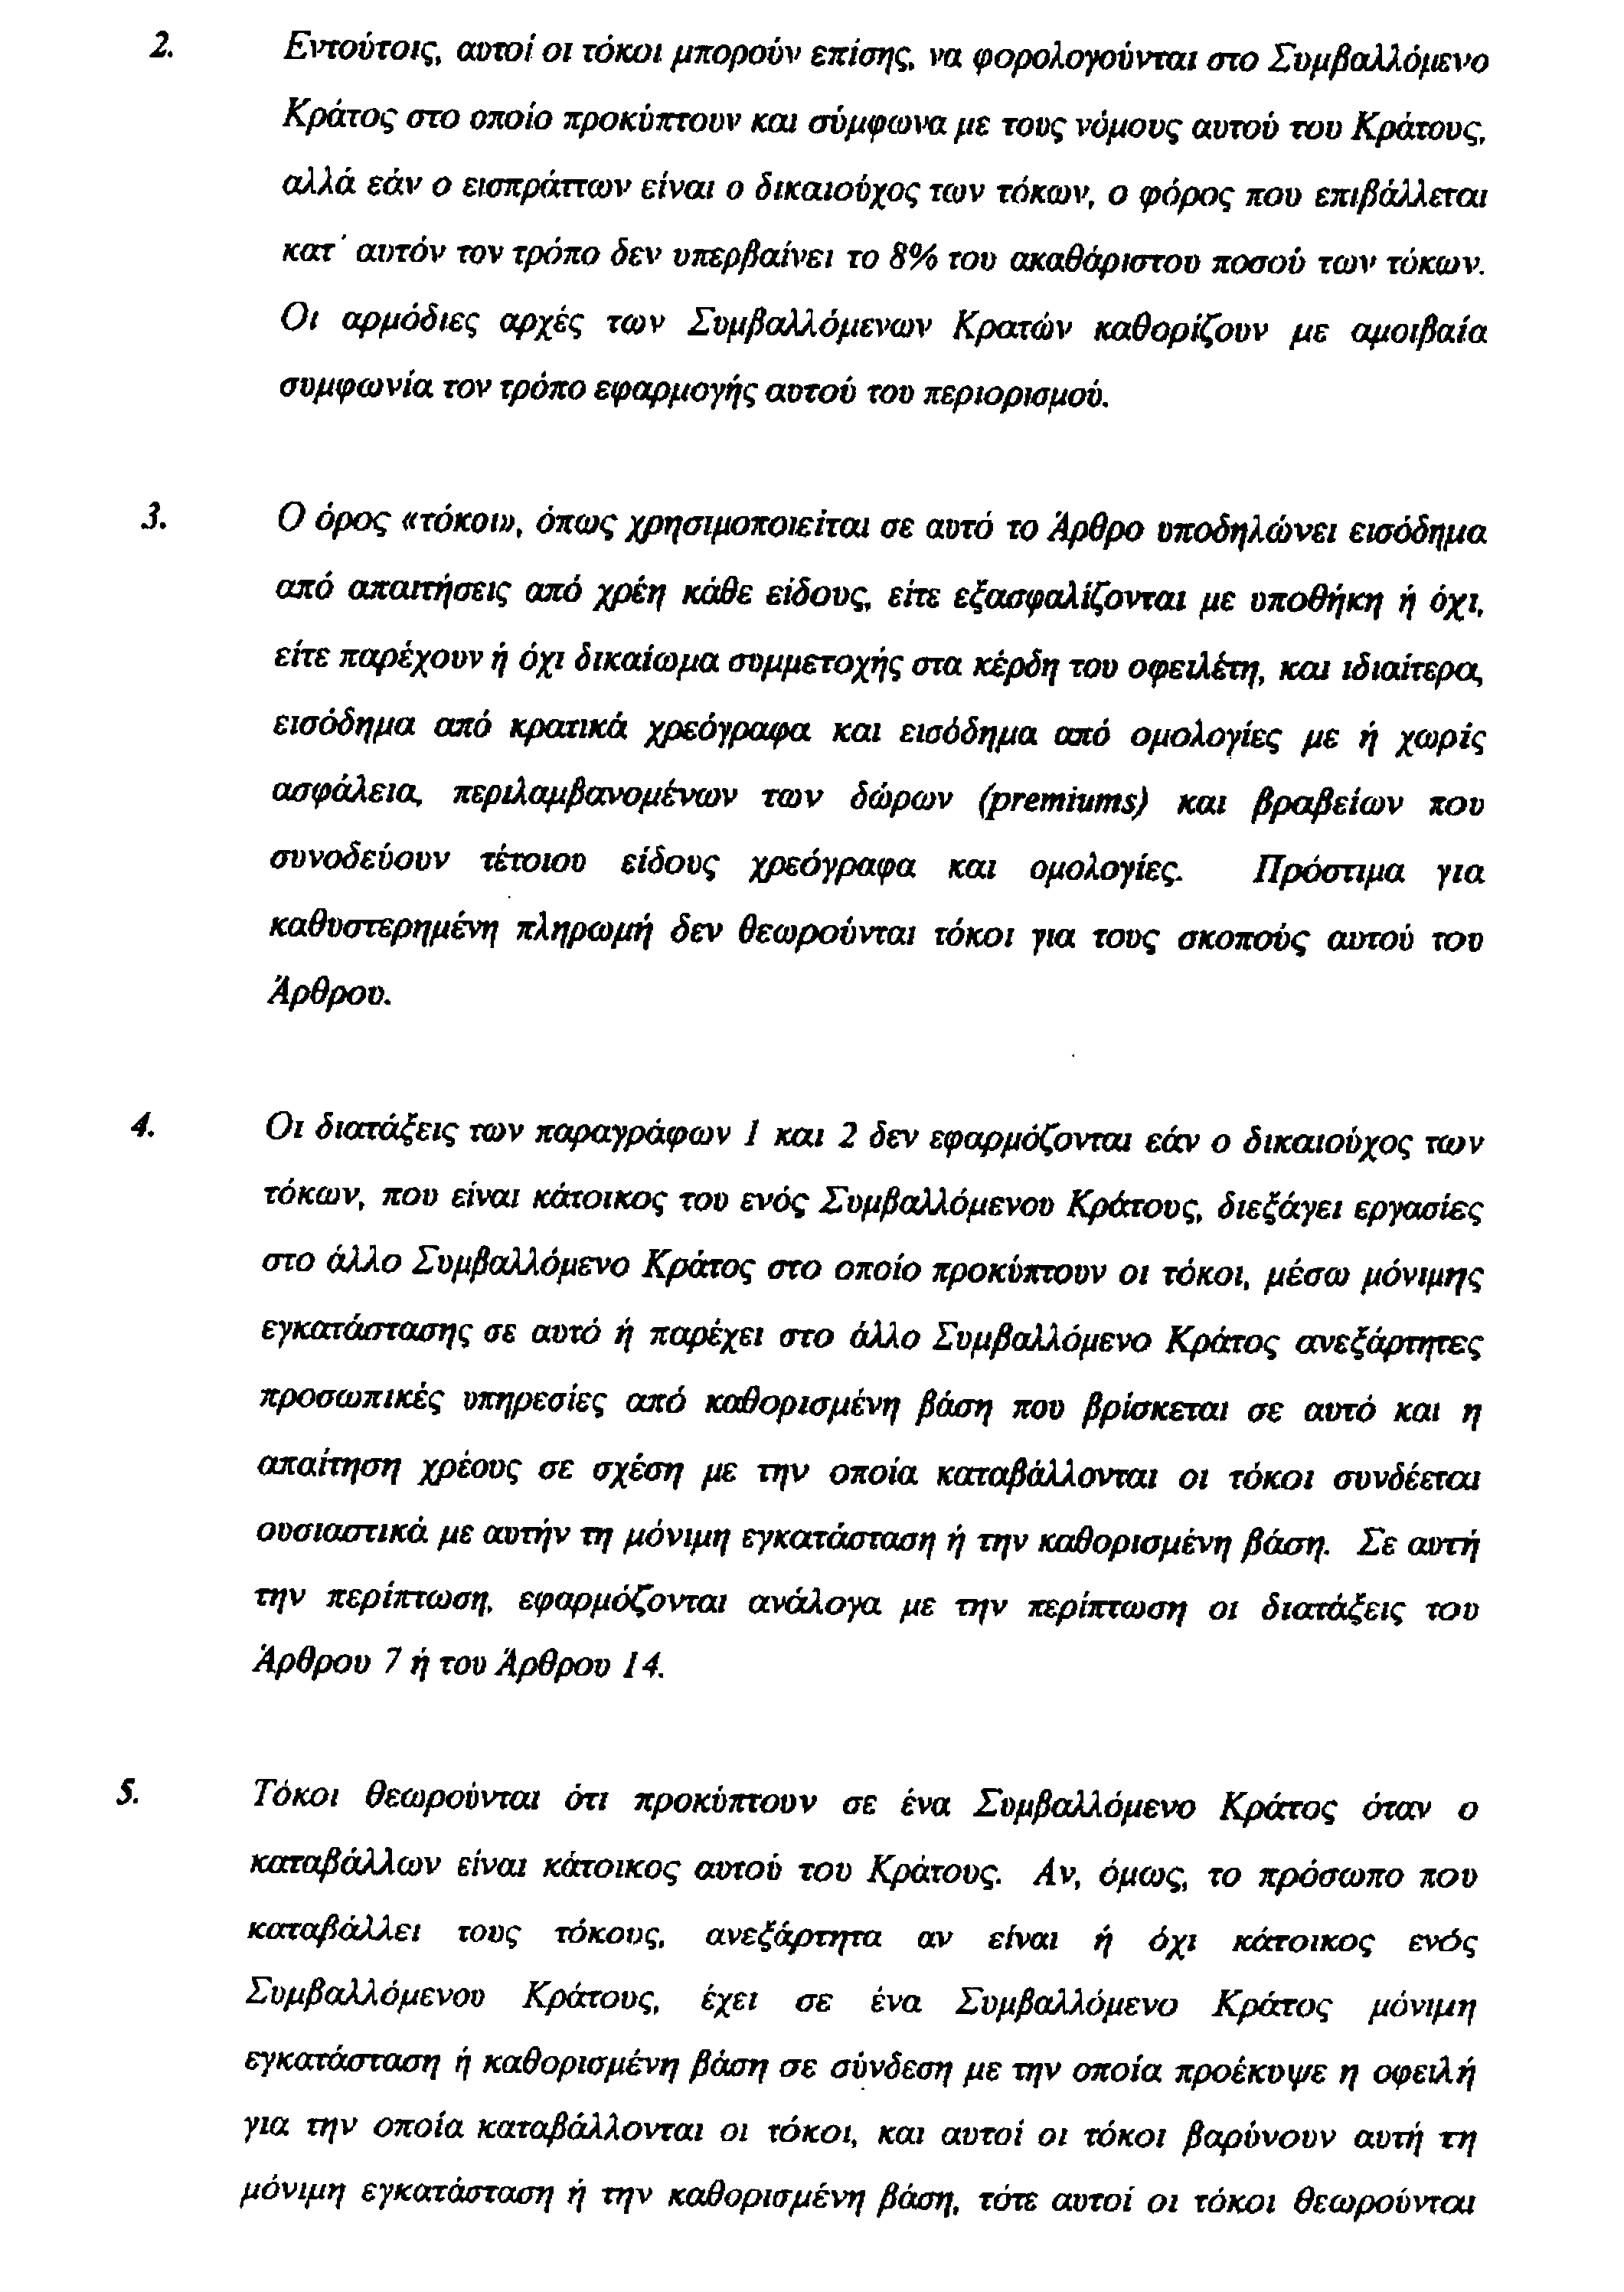 2. Εντούτοις, αυτοί οι τόκοι μπορούν επίσης, να φορολογούνται στο Συμβαλλόμενο
Κράτος στο οποίο προκύπτουν και σύμφωνα με τους νόμους αυτού του Κράτους,
αλλά εάν ο εισπράττων είναι ο δικαιούχος των τόκων, ο φόρος που επιβάλλεται
κατ΄ αυτόν τον τρόπο δεν υπερβαίνει το 8% του ακαθάριστου ποσού των τόκων.
Οι αρμόδιες αρχές των Συμβαλλόμενων Κρατών καθορίζουν με αμοιβαία
συμφωνία τον τρόπο εφαρμογής αυτού του περιορισμού.
3. Ο όρος «τόκοι», όπως χρησιμοποιείται σε αυτό το Άρθρο υποδηλώνει εισόδημα
από απαιτήσεις από χρέη κάθε είδους, είτε εξασφαλίζονται με υποθήκη ή όχι,
είτε παρέχουν ή όχι δικαίωμα συμμετοχής στα κέρδη του οφειλέτη, και ιδιαίτερα,
εισόδημα από κρατικά χρεόγραφα και εισόδημα από ομολογίες με ή χωρίς
ασφάλεια, περιλαμβανομένων των δώρων (premiums) και βραβείων που
συνοδεύουν τέτοιου είδους χρεόγραφα και ομολογίες. Πρόστιμα για
καθυστερημένη πληρωμή δεν θεωρούνται τόκοι για τους σκοπούς αυτού του
Άρθρου.
4. Οι διατάξεις των παραγράφων 1 και 2 δεν εφαρμόζονται εάν ο δικαιούχος των
τόκων, που είναι κάτοικος του ενός Συμβαλλόμενου Κράτους, διεξάγει εργασίες
στο άλλο Συμβαλλόμενο Κράτος στο οποίο προκύπτουν οι τόκοι, μέσω μόνιμης
εγκατάστασης σε αυτό ή παρέχει στο άλλο Συμβαλλόμενο Κράτος ανεξάρτητες
προσωπικές υπηρεσίες από καθορισμένη βάση που βρίσκεται σε αυτό και η
απαίτηση χρέους σε σχέση με την οποία καταβάλλονται οι τόκοι συνδέεται
ουσιαστικά με αυτήν τη μόνιμη εγκατάσταση ή την καθορισμένη βάση. Σε αυτή
την περίπτωση, εφαρμόζονται ανάλογα με την περίπτωση οι διατάξεις του
Άρθρου 7 ή του Άρθρου 14.
5. Τόκοι θεωρούνται ότι προκύπτουν σε ένα Συμβαλλόμενο Κράτος όταν ο
καταβάλλων είναι κάτοικος αυτού του Κράτους. Αν, όμως, το πρόσωπο που
καταβάλλει τους τόκους, ανεξάρτητα αν είναι ή όχι κάτοικος ενός
Συμβαλλόμενου Κράτους, έχει σε ένα Συμβαλλόμενο Κράτος μόνιμη
εγκατάσταση ή καθορισμένη βάση σε σύνδεση με την οποία προέκυψε η οφειλή
για την οποία καταβάλλονται οι τόκοι, και αυτοί οι τόκοι βαρύνουν αυτή τη
μόνιμη εγκατάσταση ή την καθορισμένη βάση, τότε αυτοί οι τόκοι θεωρούνται